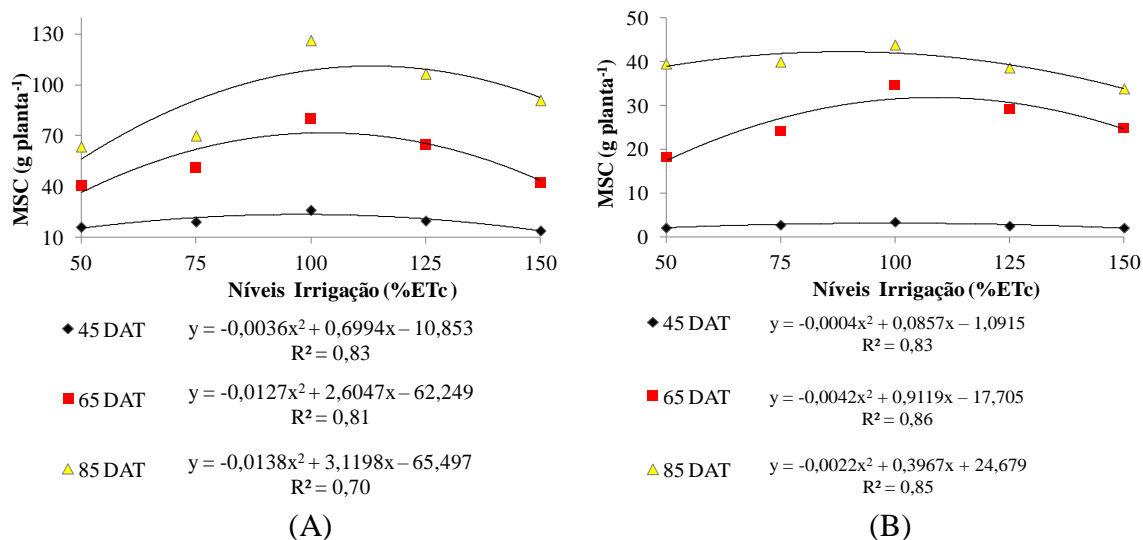 130
100
70
40
10
MSC (g planta⁻¹)
50 75 100 125 150
Níveis Irrigação (%ETc)
45 DAT y = -0,0036x² + 0,6994x – 10,853
R² = 0,83
65 DAT y = -0,0127x² + 2,6047x – 62,249
R² = 0,81
85 DAT y = -0,0138x² + 3,1198x – 65,497
R² = 0,70
(A)
50
40
30
20
10
0
MSC (g planta⁻¹)
50 75 100 125 150
Níveis Irrigação (%ETc)
45 DAT y = -0,0004x² + 0,0857x – 1,0915
R² = 0,83
65 DAT y = -0,0042x² + 0,9119x – 17,705
R² = 0,86
85 DAT y = -0,0022x² + 0,3967x + 24,679
R² = 0,85
(B)